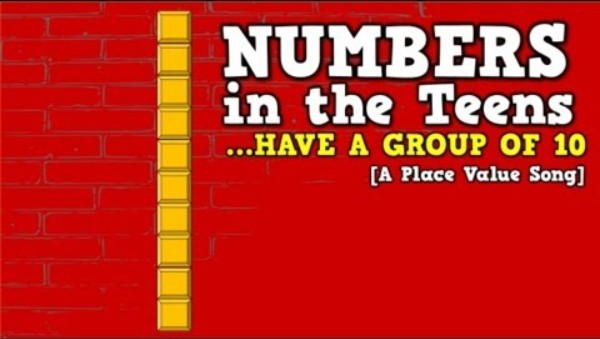 NUMBERS
in the Teens
...HAVE A GROUP OF 10
[A Place Value Song]